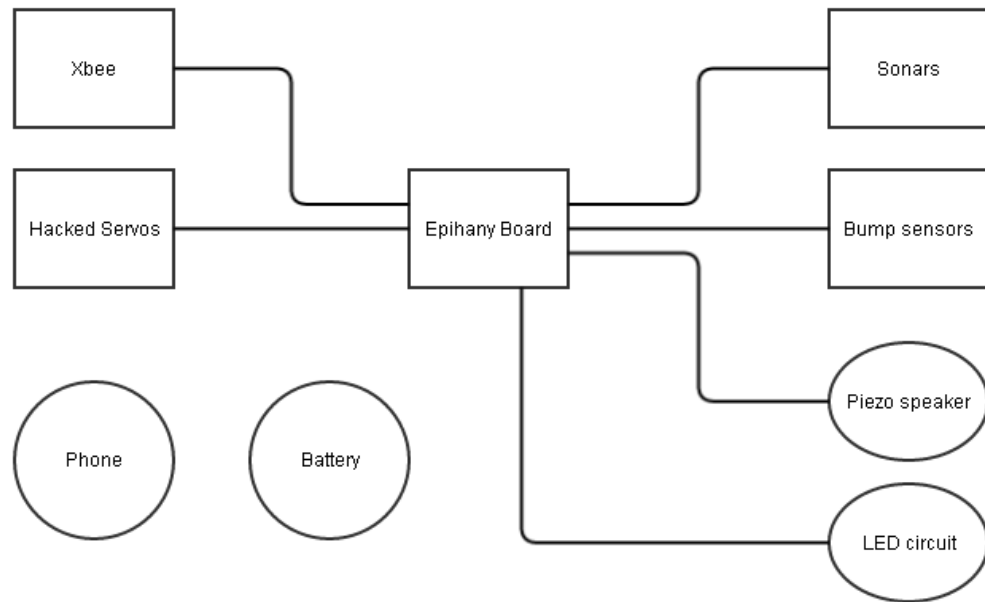 Xbee
Sonars
Hacked Servos
Epihany Board
Bump sensors
Piezo speaker
Phone
Battery
LED circuit